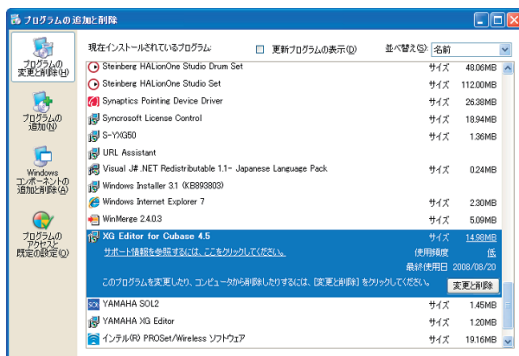 プログラムの追加と削除
プログラムの
変更と削除(H)
プログラムの
追加(N)
Windows
コンポーネントの
追加と削除(A)
プログラムの
アクセスと
既定の設定(O)
現在インストールされているプログラム:
更新プログラムの表示(D)
並べ替え(S): 名前
Steinberg HALionOne Studio Drum Set サイズ 48.06MB
Steinberg HALionOne Studio Set サイズ 112.00MB
Synaptics Pointing Device Driver サイズ 26.38MB
Syncrosoft License Control サイズ 18.94MB
S-YXG50 サイズ 1.36MB
URL Assistant
Visual J# .NET Redistributable 1.1- Japanese Language Pack サイズ 0.24MB
Windows Installer 3.1 (KB893803)
Windows Internet Explorer 7 サイズ 2.30MB
WinMerge 2.4.0.3 サイズ 5.09MB
XG Editor for Cubase 4.5 サイズ 14.98MB
サポート情報を参照するには、ここをクリックしてください。 使用頻度 低
最終使用日 2008/08/20
このプログラムを変更したり、コンピュータから削除したりするには、[変更と削除] をクリックしてください。 変更と削除
YAMAHA SOL2 サイズ 1.45MB
YAMAHA XG Editor サイズ 1.20MB
インテル(R) PROSet/Wireless ソフトウェア サイズ 19.16MB